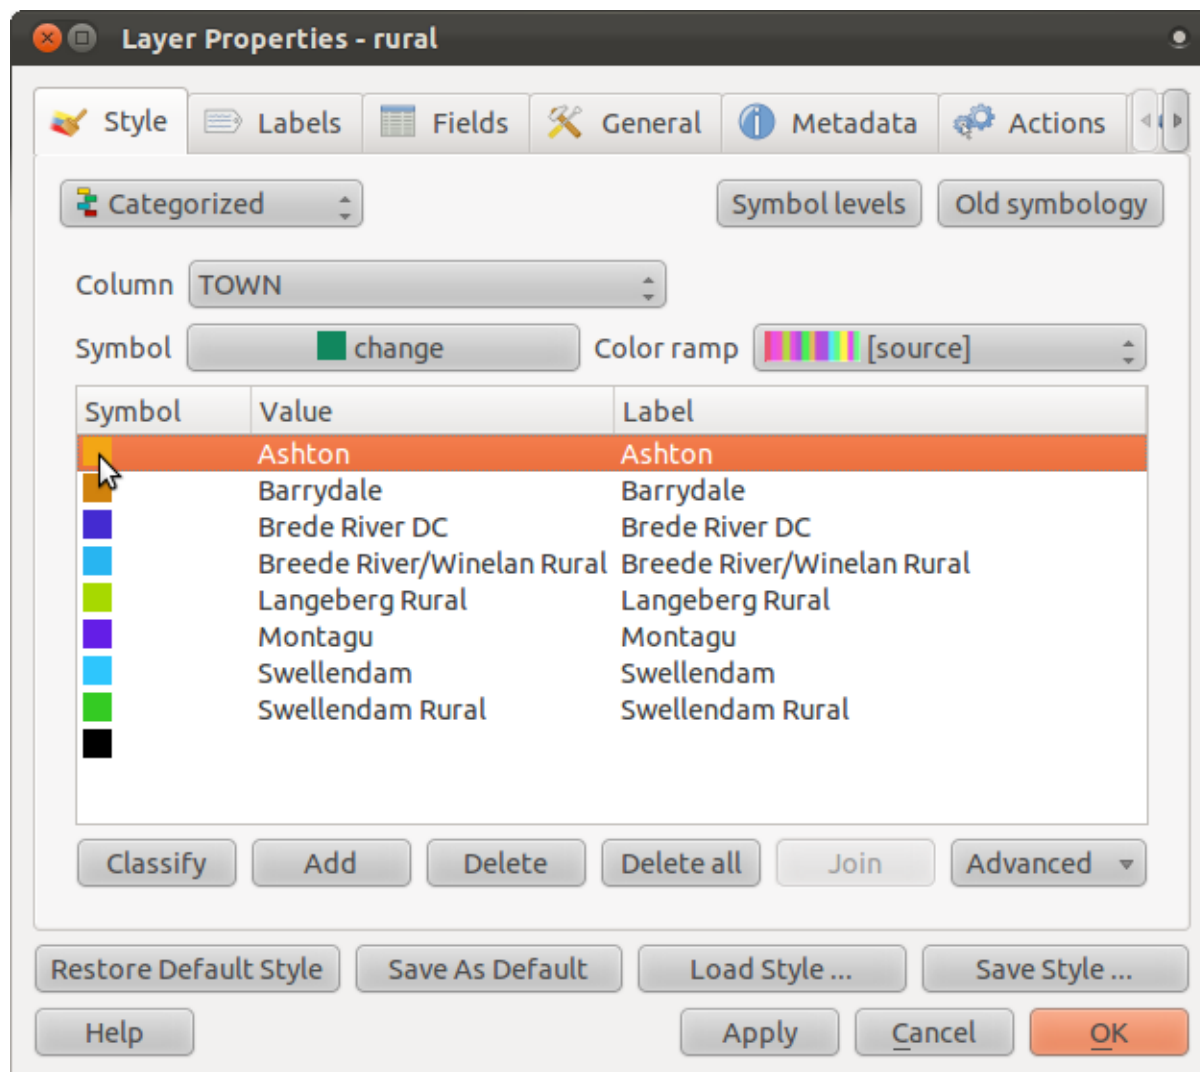 Layer Properties - rural
Style Labels Fields General Metadata Actions
Categorized Symbol levels Old symbology
Column TOWN
Symbol change Color ramp [source]
Symbol Value Label
Ashton Ashton
Barrydale Barrydale
Brede River DC Brede River DC
Breede River/Winelan Rural Breede River/Winelan Rural
Langeberg Rural Langeberg Rural
Montagu Montagu
Swellendam Swellendam
Swellendam Rural Swellendam Rural
Classify Add Delete Delete all Join Advanced
Restore Default Style Save As Default Load Style ... Save Style ...
Help Apply Cancel OK